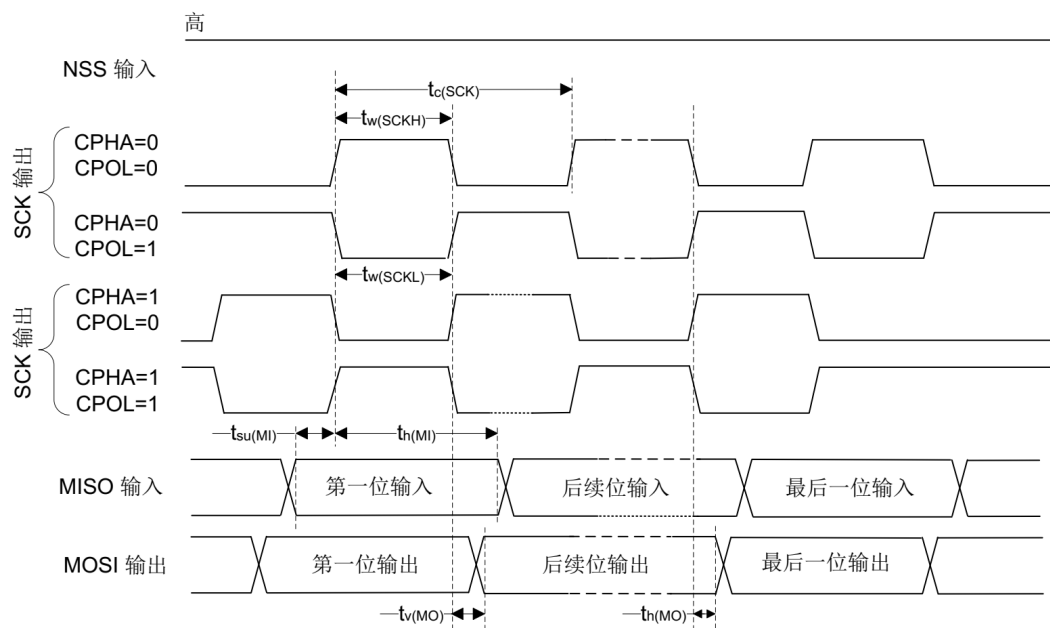 高
NSS 输入
tc(SCK)
tw(SCKH)
SCK 输出
CPHA=0
CPOL=0
CPHA=0
CPOL=1
tw(SCKL)
SCK 输出
CPHA=1
CPOL=0
CPHA=1
CPOL=1
tsu(MI)
th(MI)
MISO 输入
第一位输入
后续位输入
最后一位输入
MOSI 输出
第一位输出
后续位输出
最后一位输出
tv(MO)
th(MO)